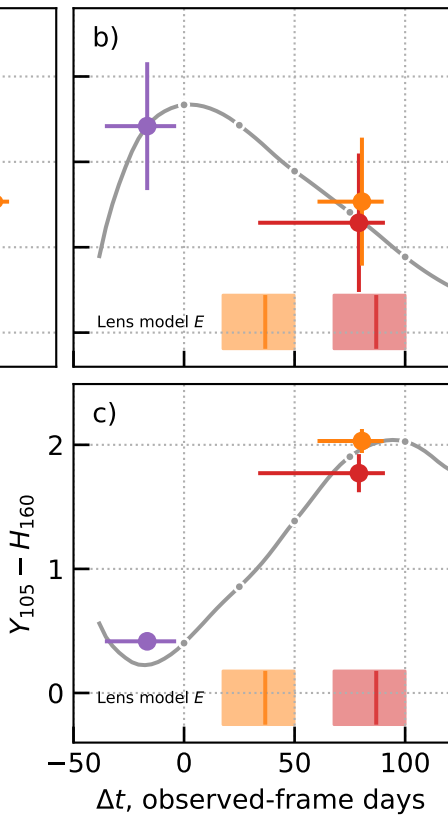 b)
Lens model E
c)
2
1
0
Y₁₀₅ − H₁₆₀
Lens model E
−50 0 50 100
Δt, observed-frame days